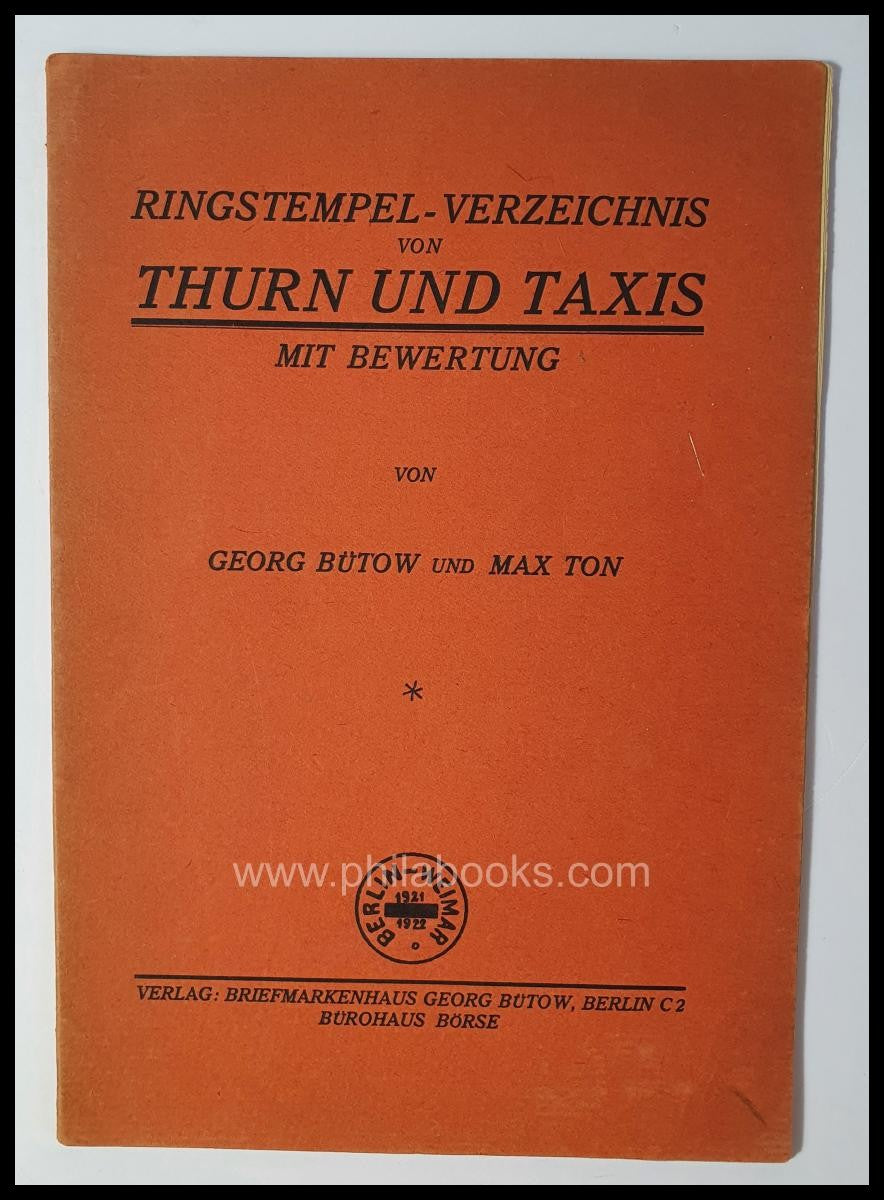 RINGSTEMPEL-VERZEICHNIS
VON
THURN UND TAXIS
MIT BEWERTUNG
VON
GEORG BÜTOW UND MAX TON
*
www.philabooks.com
BERLIN-WEIMAR
1921
1922
VERLAG: BRIEFMARKENHAUS GEORG BÜTOW, BERLIN C 2
BÜROHAUS BÖRSE